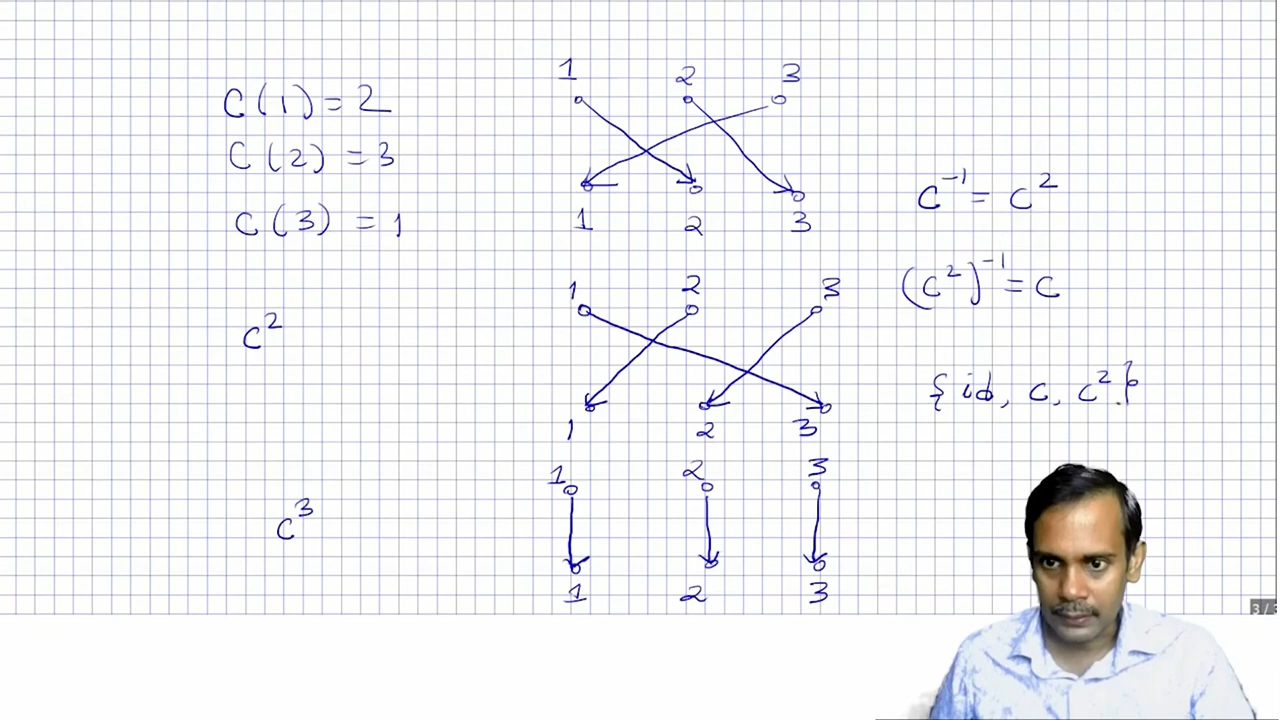 C(1) = 2
C(2) = 3
C(3) = 1
1 2 3
1 2 3
C² 
1 2 3
1 2 3
C³
1 2 3
1 2 3
C⁻¹ = C²
(C²)⁻¹ = C
{id, C, C²}